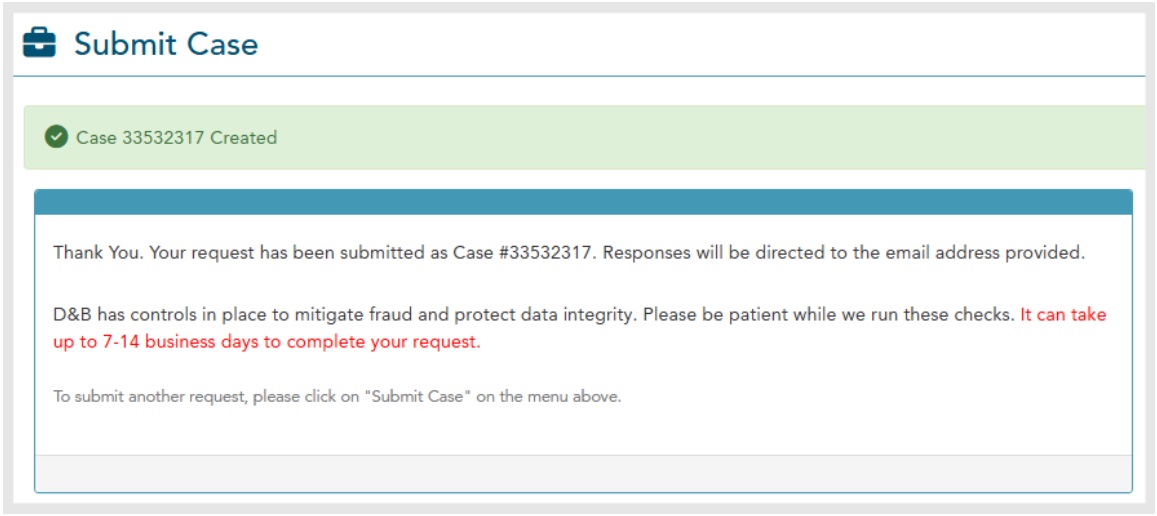 Submit Case
Case 33532317 Created
Thank You. Your request has been submitted as Case #33532317. Responses will be directed to the email address provided.
D&B has controls in place to mitigate fraud and protect data integrity. Please be patient while we run these checks. It can take
up to 7-14 business days to complete your request.
To submit another request, please click on "Submit Case" on the menu above.